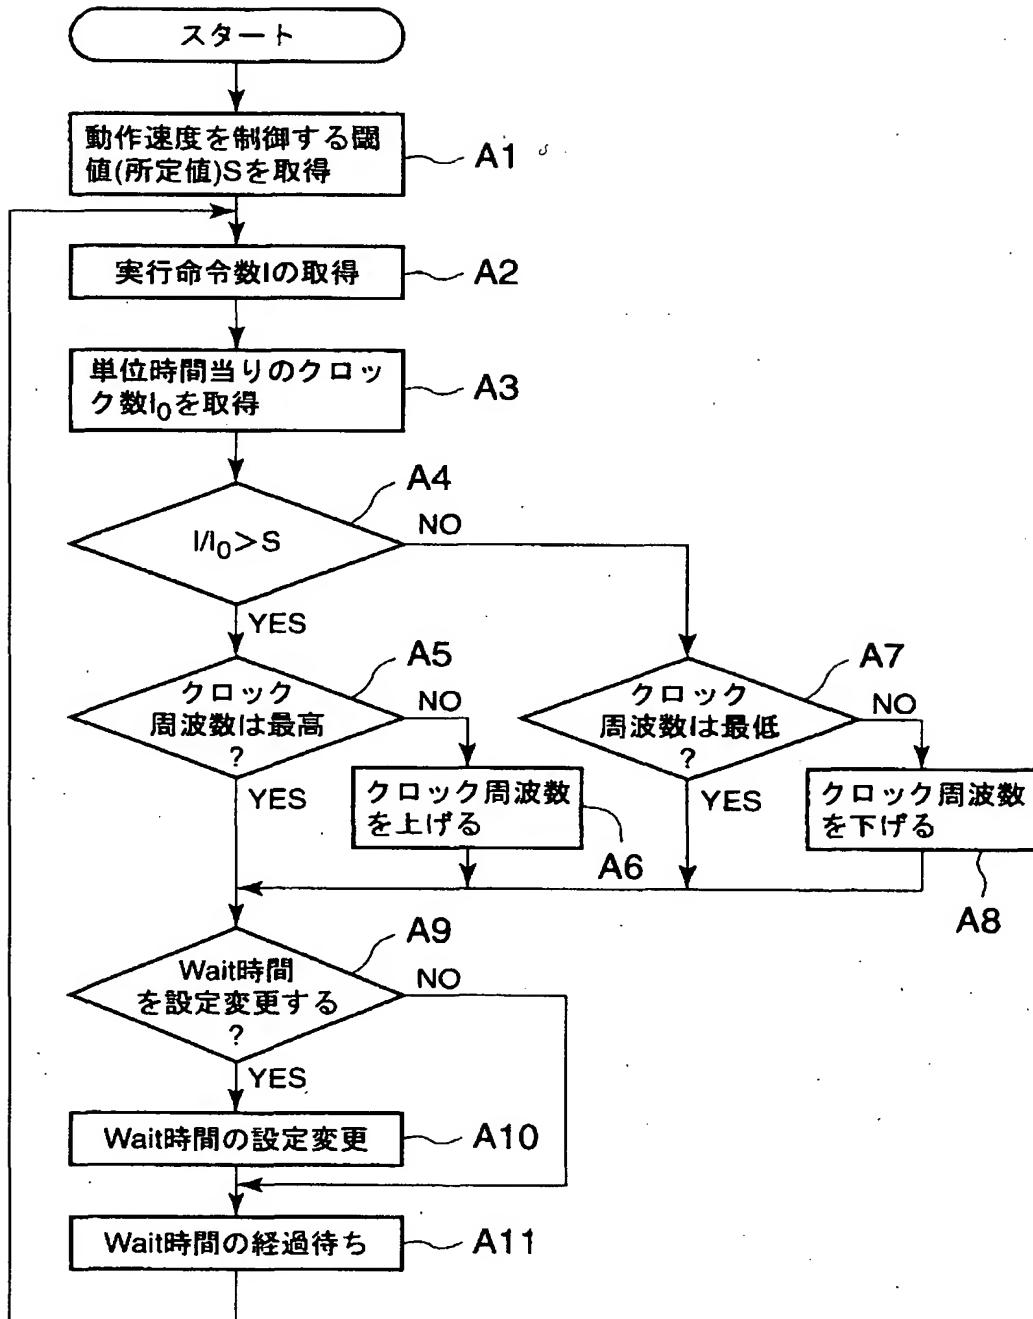 スタート
動作速度を制御する閾
値(所定値)Sを取得
A1
実行命令数Iの取得
A2
単位時間当りのクロッ
ク数I₀を取得
A3
A4
I/I₀＞S
NO
YES
A5
クロック
周波数は最高
?
NO
YES
クロック周波数
を上げる
A6
A7
クロック
周波数は最低
?
NO
YES
クロック周波数
を下げる
A8
A9
Wait時間
を設定変更する
?
NO
YES
Wait時間の設定変更
A10
Wait時間の経過待ち
A11